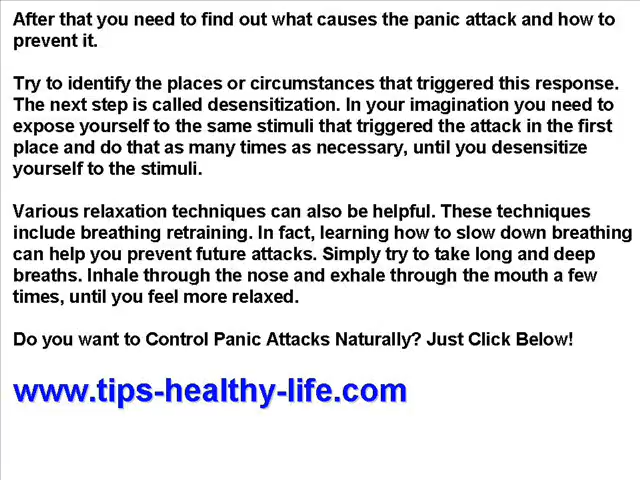 After that you need to find out what causes the panic attack and how to
prevent it.
Try to identify the places or circumstances that triggered this response.
The next step is called desensitization. In your imagination you need to
expose yourself to the same stimuli that triggered the attack in the first
place and do that as many times as necessary, until you desensitize
yourself to the stimuli.
Various relaxation techniques can also be helpful. These techniques
include breathing retraining. In fact, learning how to slow down breathing
can help you prevent future attacks. Simply try to take long and deep
breaths. Inhale through the nose and exhale through the mouth a few
times, until you feel more relaxed.
Do you want to Control Panic Attacks Naturally? Just Click Below!
www.tips-healthy-life.com